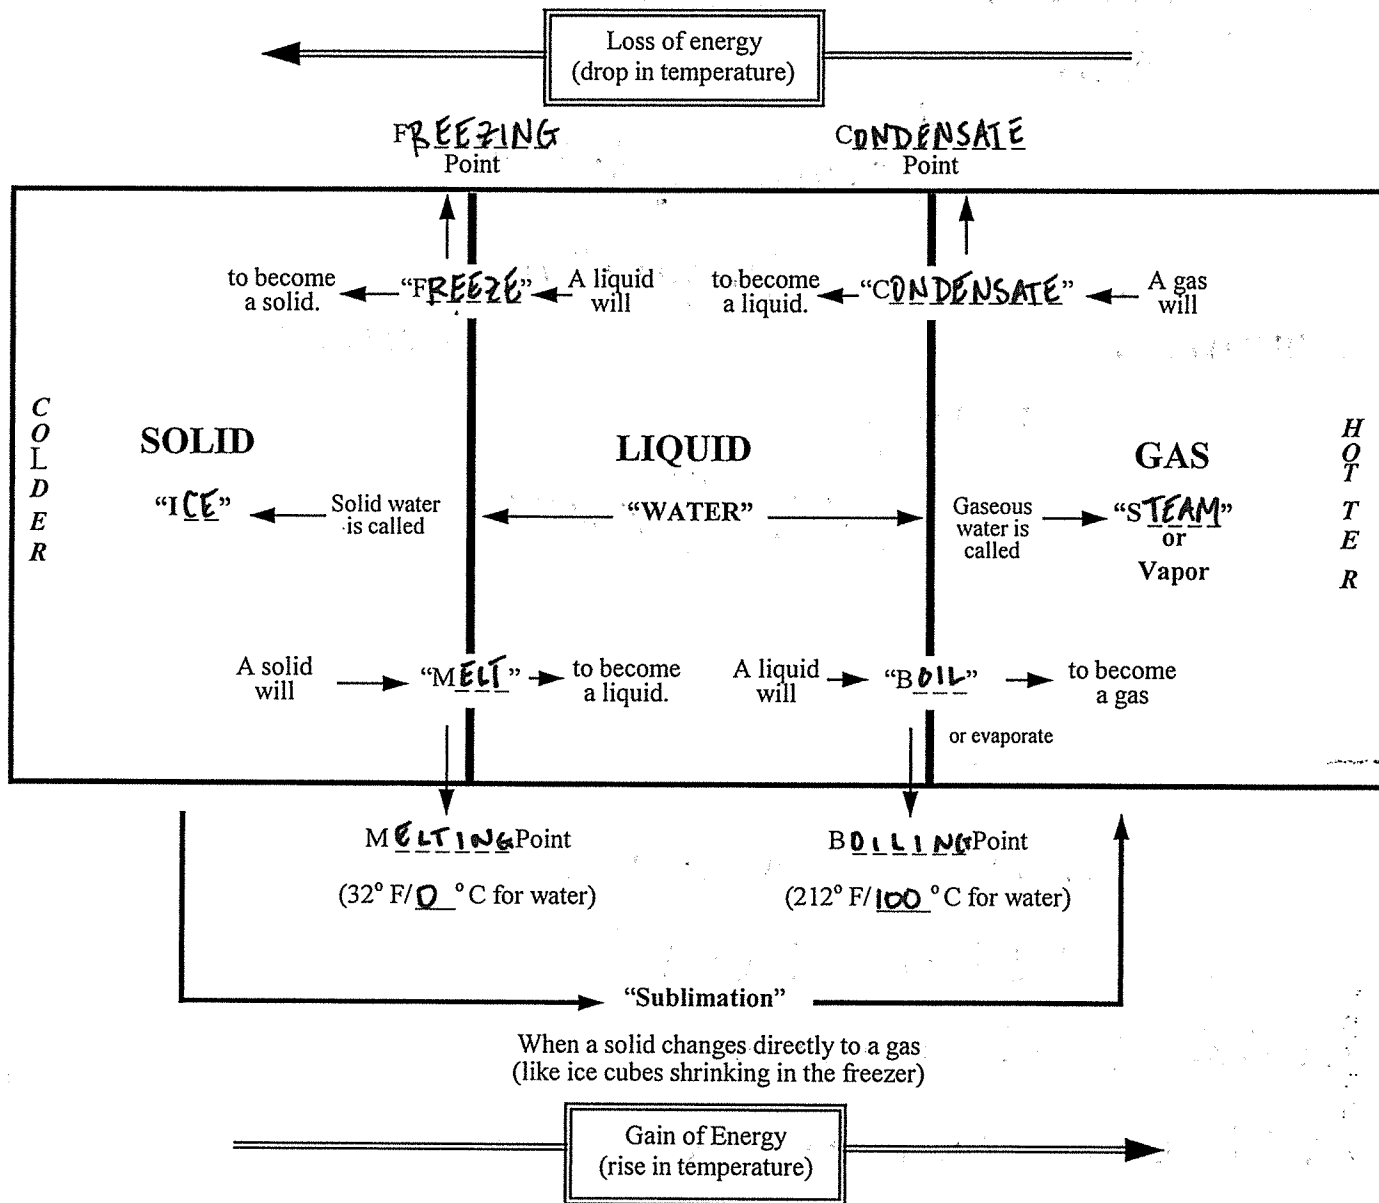 Loss of energy
(drop in temperature)
FREEZING
Point
CONDENSATE
Point
to become
a solid.
“FREEZE”
A liquid
will
to become
a liquid.
“CONDENSATE”
A gas
will
COLDER
SOLID
LIQUID
GAS
HOTTER
“ICE”
Solid water
is called
“WATER”
Gaseous
water is
called
“STEAM”
or
Vapor
A solid
will
“MELT”
to become
a liquid.
A liquid
will
“BOIL”
to become
a gas
or evaporate
MELTING Point
BOILING Point
(32° F/0 °C for water)
(212° F/100 °C for water)
“Sublimation”
When a solid changes directly to a gas
(like ice cubes shrinking in the freezer)
Gain of Energy
(rise in temperature)